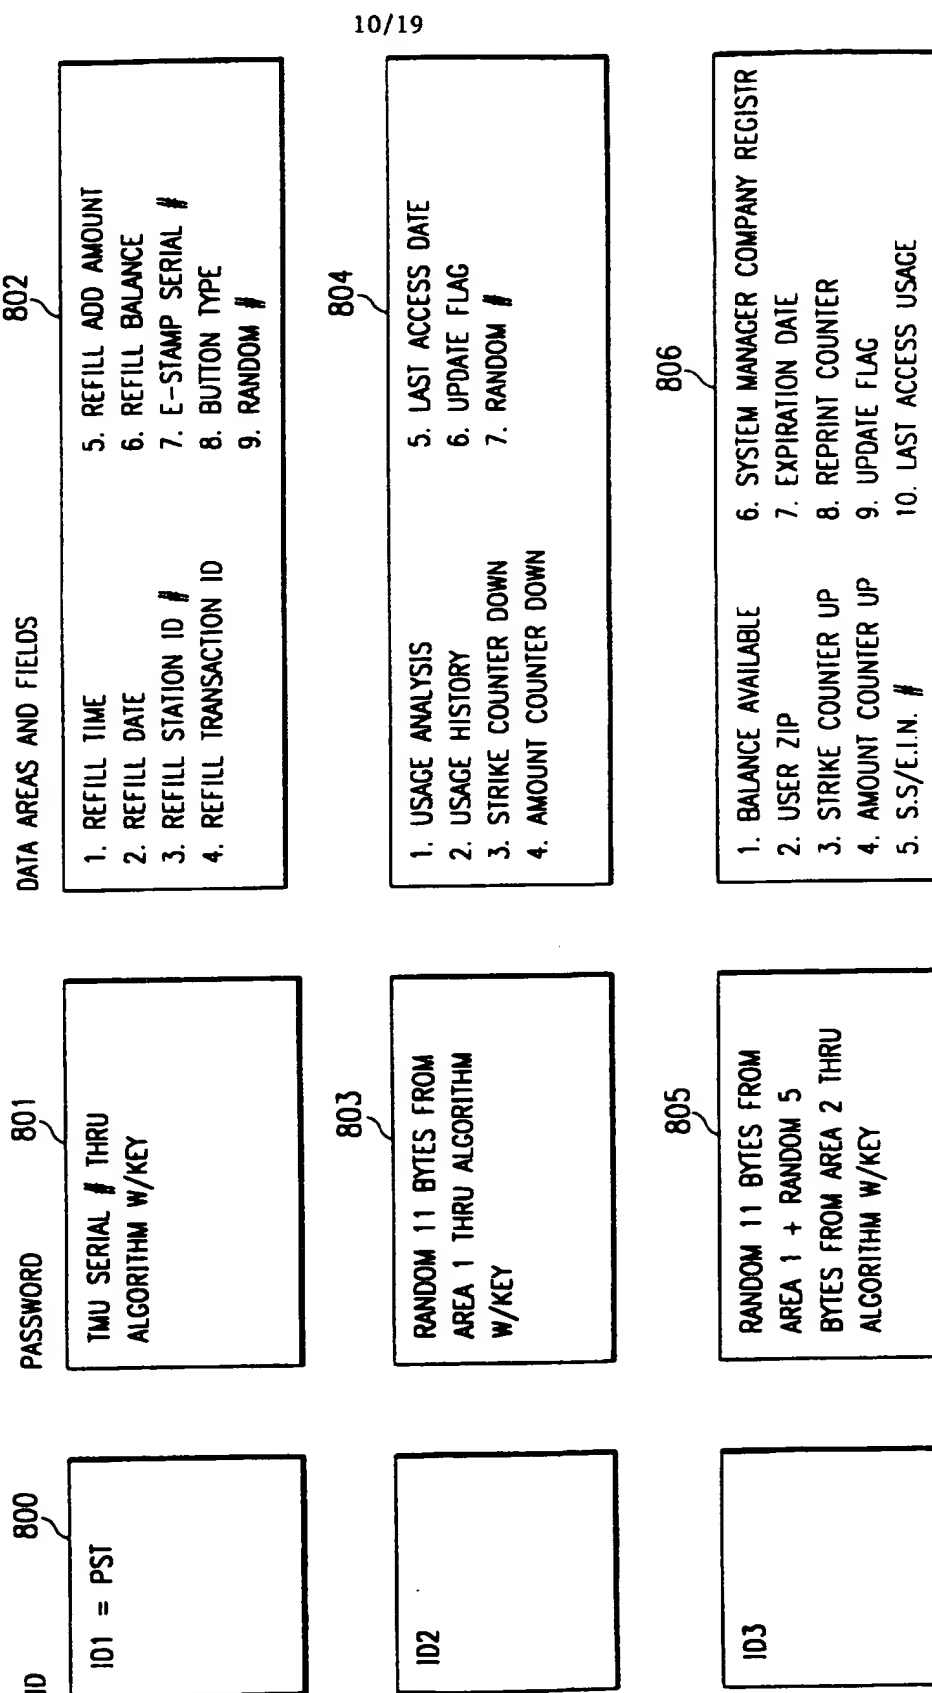 10/19
ID
PASSWORD
DATA AREAS AND FIELDS
800
ID1 = PST
801
TMU SERIAL # THRU
ALGORITHM W/KEY
802
1. REFILL TIME
2. REFILL DATE
3. REFILL STATION ID #
4. REFILL TRANSACTION ID
5. REFILL ADD AMOUNT
6. REFILL BALANCE
7. E-STAMP SERIAL #
8. BUTTON TYPE
9. RANDOM #
ID2
803
RANDOM 11 BYTES FROM
AREA 1 THRU ALGORITHM
W/KEY
804
1. USAGE ANALYSIS
2. USAGE HISTORY
3. STRIKE COUNTER DOWN
4. AMOUNT COUNTER DOWN
5. LAST ACCESS DATE
6. UPDATE FLAG
7. RANDOM #
ID3
805
RANDOM 11 BYTES FROM
AREA 1 + RANDOM 5
BYTES FROM AREA 2 THRU
ALGORITHM W/KEY
806
1. BALANCE AVAILABLE
2. USER ZIP
3. STRIKE COUNTER UP
4. AMOUNT COUNTER UP
5. S.S/E.I.N. #
6. SYSTEM MANAGER COMPANY REGISTR
7. EXPIRATION DATE
8. REPRINT COUNTER
9. UPDATE FLAG
10. LAST ACCESS USAGE